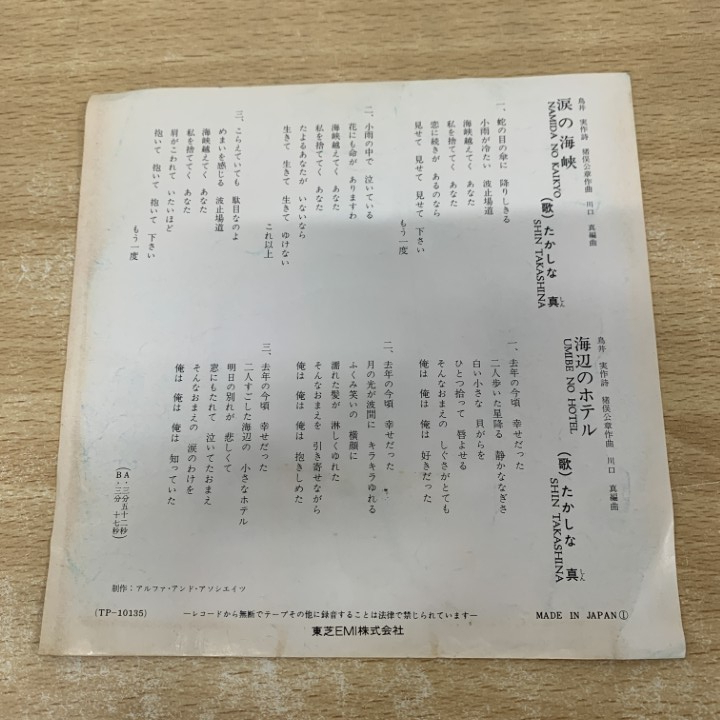 鳥井　実作詩　猪俣公章作曲　川口　真編曲
涙の海峡
NAMIDA NO KAIKYO
（歌）たかしな　真
しん
SHIN TAKASHINA
一、蛇の目の傘に　降りしきる
小雨が冷たい　波止場道
海峡越えてく　あなた
私を捨ててく　あなた
恋に続きが　あるのなら
見せて　見せて　見せて　下さい
もう一度
二、小雨の中で　泣いている
花にも命が　ありますわ
海峡越えてく　あなた
私を捨ててく　あなた
たよるあなたが　いないなら
生きて　生きて　生きて　ゆけない
これ以上
三、こらえていても　駄目なのよ
めまいを感じる　波止場道
海峡越えてく　あなた
私を捨ててく　あなた
肩がこわれて　いたいほど
抱いて　抱いて　抱いて　下さい
もう一度
鳥井　実作詩　猪俣公章作曲　川口　真編曲
海辺のホテル
UMIBE NO HOTEL
（歌）たかしな　真
しん
SHIN TAKASHINA
一、去年の今頃　幸せだった
二人歩いた星降る　静かななぎさ
白い小さな　貝がらを
ひとつ拾って　唇よせる
そんなおまえの　しぐさがとても
俺は　俺は　俺は　好きだった
二、去年の今頃　幸せだった
月の光が波間に　キラキラゆれる
ふくみ笑いの　横顔に
濡れた髪が　淋しくゆれた
そんなおまえを　引き寄せながら
俺は　俺は　俺は　抱きしめた
三、去年の今頃　幸せだった
二人すごした海辺の　小さなホテル
明日の別れが　悲しくて
窓にもたれて　泣いてたおまえ
そんなおまえの　涙のわけを
俺は　俺は　俺は　知っていた
（A・三分五十二秒
B・三分　十七秒）
制作：アルファ・アンド・アソシエイツ
(TP-10135)
―レコードから無断でテープその他に録音することは法律で禁じられています―
MADE IN JAPAN①
東芝EMI株式会社